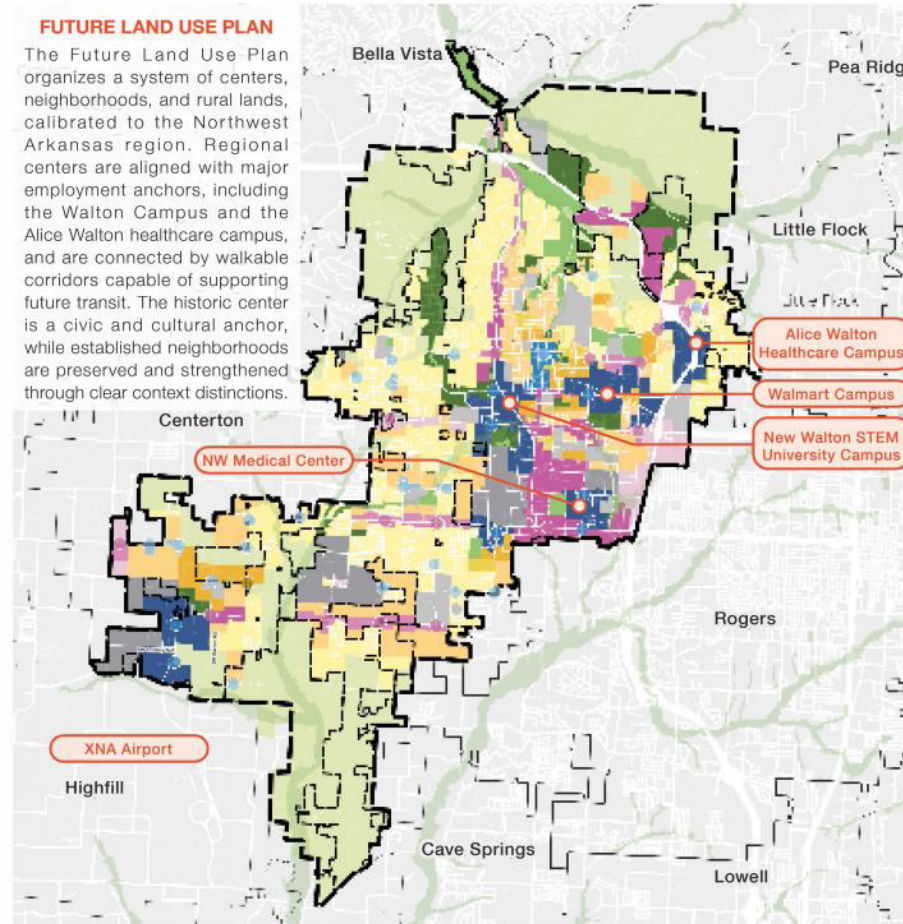 FUTURE LAND USE PLAN
The Future Land Use Plan
organizes a system of centers,
neighborhoods, and rural lands,
calibrated to the Northwest
Arkansas region. Regional
centers are aligned with major
employment anchors, including
the Walton Campus and the
Alice Walton healthcare campus,
and are connected by walkable
corridors capable of supporting
future transit. The historic center
is a civic and cultural anchor,
while established neighborhoods
are preserved and strengthened
through clear context distinctions.
Bella Vista
Pea Ridg
Little Flock
Little Flock
Alice Walton
Healthcare Campus
Walmart Campus
New Walton STEM
University Campus
Centerton
NW Medical Center
Rogers
XNA Airport
Highfill
Cave Springs
Lowell